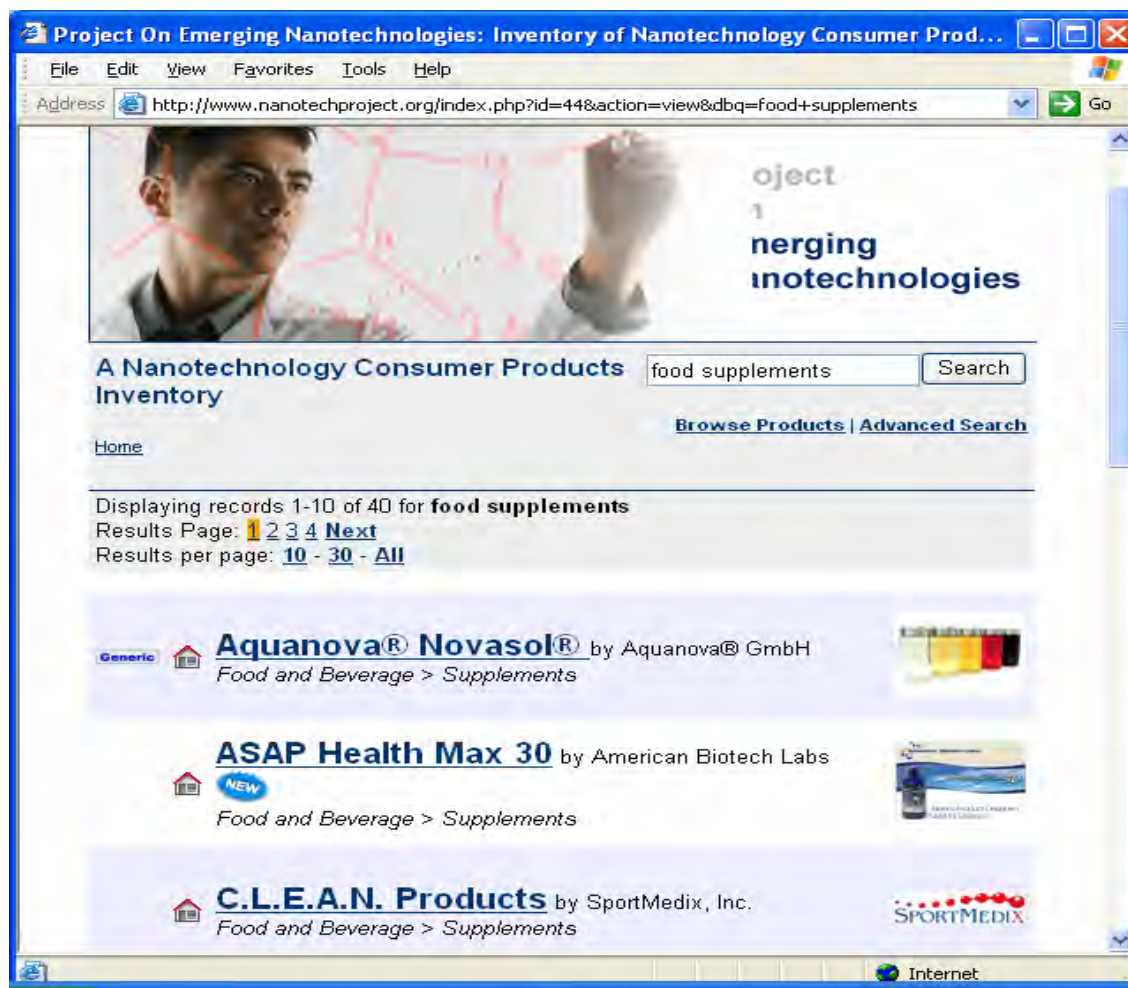 Project On Emerging Nanotechnologies: Inventory of Nanotechnology Consumer Prod...
File Edit View Favorites Tools Help
Address http://www.nanotechproject.org/index.php?id=44&action=view&dbq=food+supplements Go
oject
nerging
notechnologies
A Nanotechnology Consumer Products
Inventory
food supplements Search
Browse Products | Advanced Search
Home
Displaying records 1-10 of 40 for food supplements
Results Page: 1 2 3 4 Next
Results per page: 10 - 30 - All
Generic Aquanova® Novasol® by Aquanova® GmbH
Food and Beverage > Supplements
ASAP Health Max 30 by American Biotech Labs
NEW
Food and Beverage > Supplements
C.L.E.A.N. Products by SportMedix, Inc.
SPORTMEDIX
Food and Beverage > Supplements
Internet